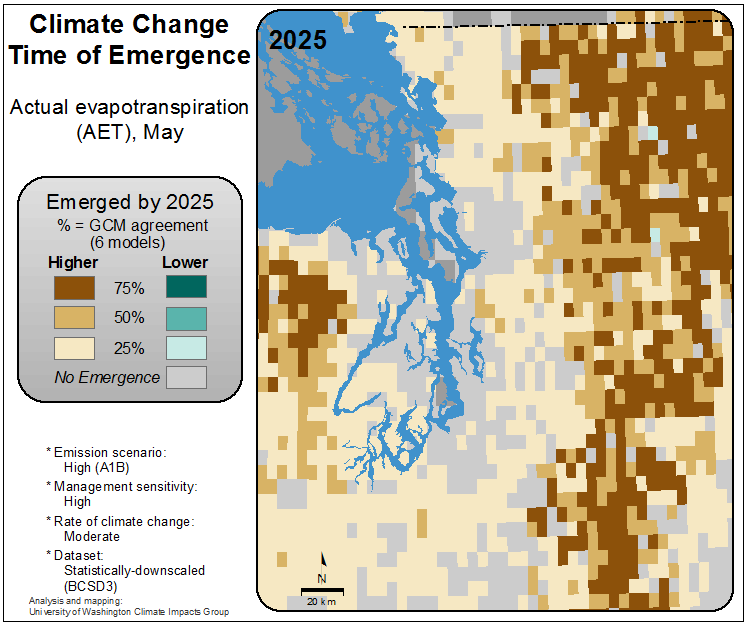 Climate Change
Time of Emergence
Actual evapotranspiration
(AET), May
Emerged by 2025
% = GCM agreement
(6 models)
Higher Lower
75%
50%
25%
No Emergence
* Emission scenario:
High (A1B)
* Management sensitivity:
High
* Rate of climate change:
Moderate
* Dataset:
Statistically-downscaled
(BCSD3)
Analysis and mapping:
University of Washington Climate Impacts Group
2025
N
20 km